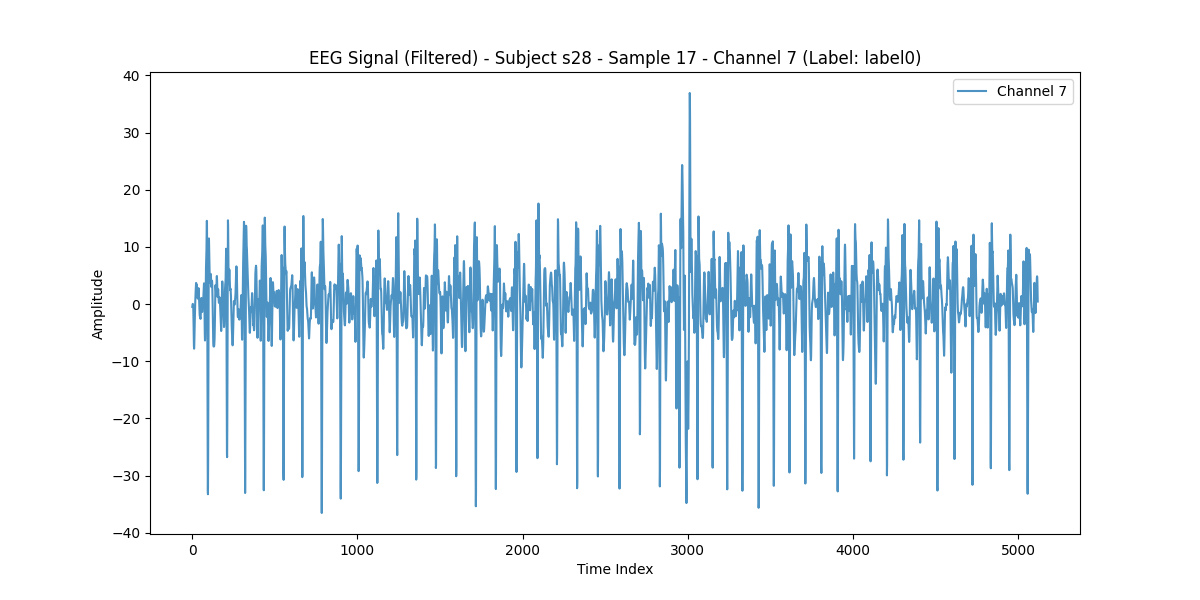 EEG Signal (Filtered) - Subject s28 - Sample 17 - Channel 7 (Label: label0)
Channel 7
40
30
20
10
0
−10
−20
−30
−40
Amplitude
0 1000 2000 3000 4000 5000
Time Index